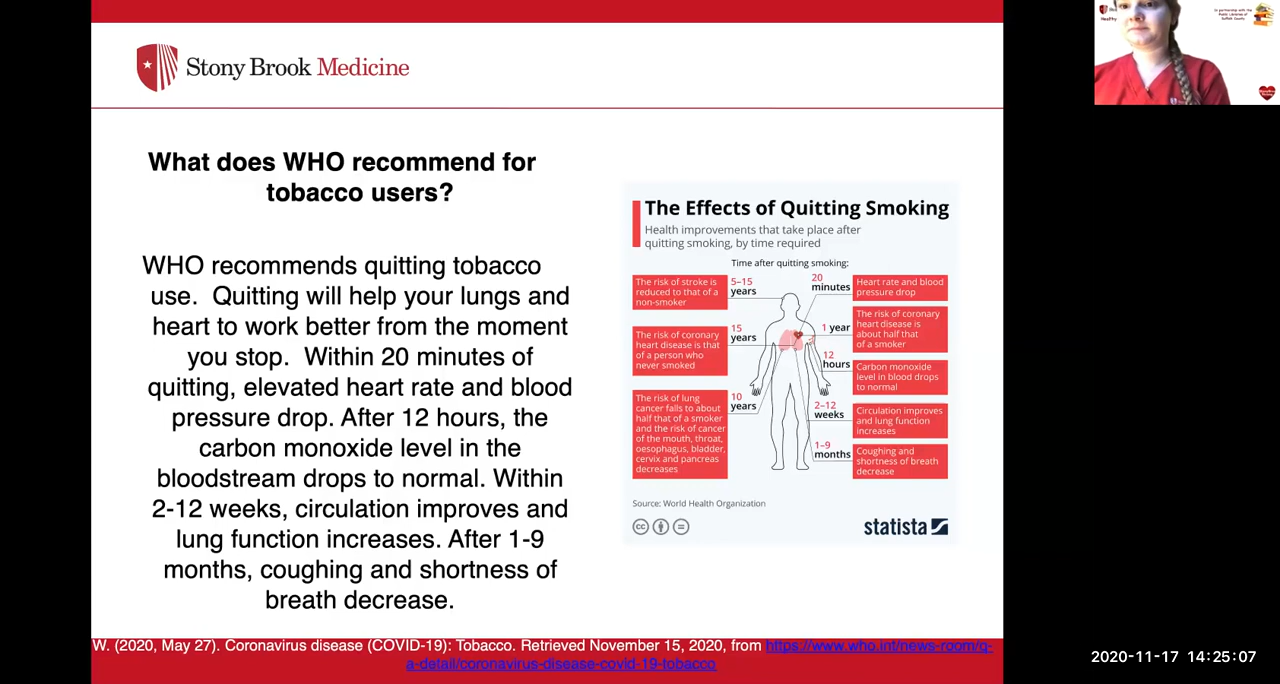 Stony Brook Medicine
What does WHO recommend for
tobacco users?
WHO recommends quitting tobacco
use. Quitting will help your lungs and
heart to work better from the moment
you stop. Within 20 minutes of
quitting, elevated heart rate and blood
pressure drop. After 12 hours, the
carbon monoxide level in the
bloodstream drops to normal. Within
2-12 weeks, circulation improves and
lung function increases. After 1-9
months, coughing and shortness of
breath decrease.
The Effects of Quitting Smoking
Health improvements that take place after
quitting smoking, by time required
Time after quitting smoking:
The risk of stroke is
reduced to that of a
non-smoker
5–15
years
The risk of coronary
heart disease is that
of a person who
never smoked
15
years
The risk of lung
cancer falls to about
half that of a smoker
and the risk of cancer
of the mouth, throat,
oesophagus, bladder,
cervix and pancreas
decreases
10
years
20
minutes
Heart rate and blood
pressure drop
1 year
The risk of coronary
heart disease is
about half that
of a smoker
12
hours
Carbon monoxide
level in blood drops
to normal
2–12
weeks
Circulation improves
and lung function
increases
1–9
months
Coughing and
shortness of breath
decrease
Source: World Health Organization
cc
statista
W. (2020, May 27). Coronavirus disease (COVID-19): Tobacco. Retrieved November 15, 2020, from https://www.who.int/news-room/q-
a-detail/coronavirus-disease-covid-19-tobacco
Healthy
In partnership with the
Public Libraries of
Suffolk County
2020-11-17 14:25:07